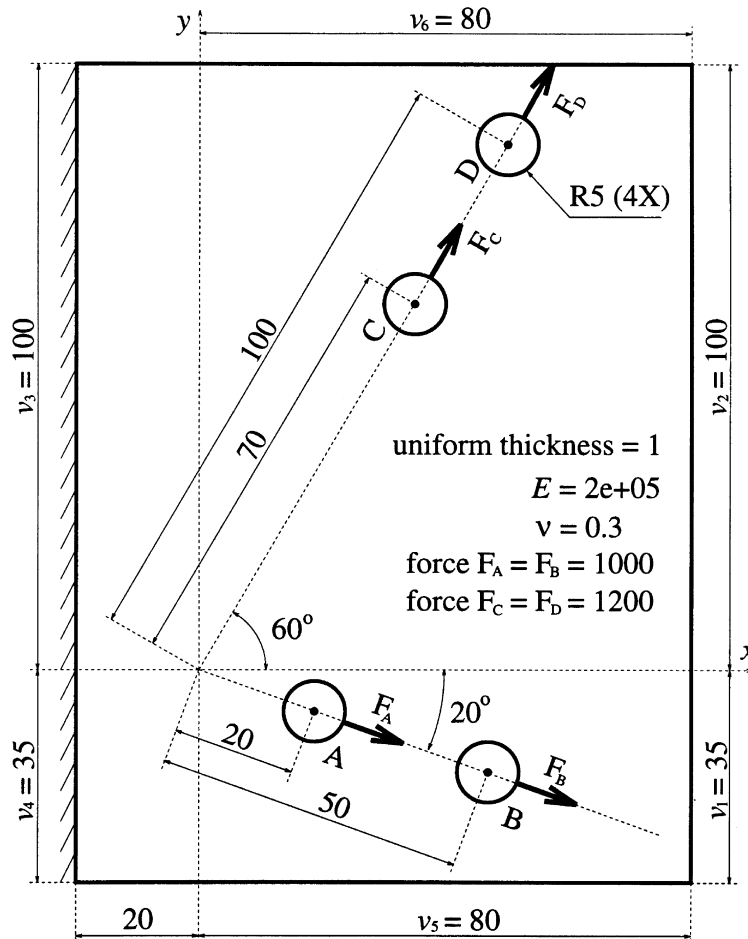 y
v₆ = 80
F_D
D
R5 (4X)
F_C
C
100
v₃ = 100
v₂ = 100
70
uniform thickness = 1
E = 2e+05
ν = 0.3
force F_A = F_B = 1000
force F_C = F_D = 1200
60°
x
20°
F_A
20
A
F_B
50
B
v₄ = 35
v₁ = 35
20
v₅ = 80